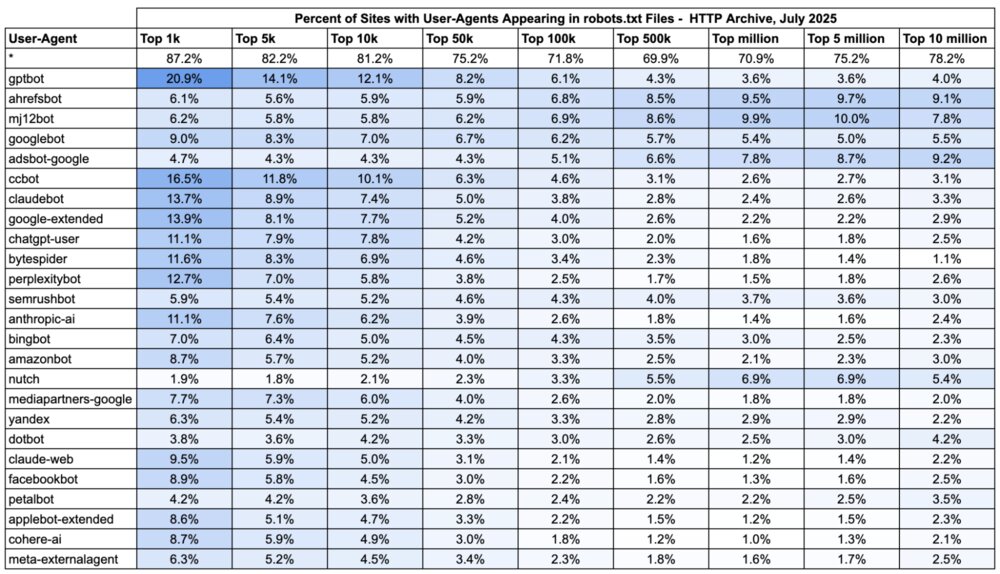 Percent of Sites with User-Agents Appearing in robots.txt Files - HTTP Archive, July 2025
User-Agent Top 1k Top 5k Top 10k Top 50k Top 100k Top 500k Top million Top 5 million Top 10 million
* 87.2% 82.2% 81.2% 75.2% 71.8% 69.9% 70.9% 75.2% 78.2%
gptbot 20.9% 14.1% 12.1% 8.2% 6.1% 4.3% 3.6% 3.6% 4.0%
ahrefsbot 6.1% 5.6% 5.9% 5.9% 6.8% 8.5% 9.5% 9.7% 9.1%
mj12bot 6.2% 5.8% 5.8% 6.2% 6.9% 8.6% 9.9% 10.0% 7.8%
googlebot 9.0% 8.3% 7.0% 6.7% 6.2% 5.7% 5.4% 5.0% 5.5%
adsbot-google 4.7% 4.3% 4.3% 4.3% 5.1% 6.6% 7.8% 8.7% 9.2%
ccbot 16.5% 11.8% 10.1% 6.3% 4.6% 3.1% 2.6% 2.7% 3.1%
claudebot 13.7% 8.9% 7.4% 5.0% 3.8% 2.8% 2.4% 2.6% 3.3%
google-extended 13.9% 8.1% 7.7% 5.2% 4.0% 2.6% 2.2% 2.2% 2.9%
chatgpt-user 11.1% 7.9% 7.8% 4.2% 3.0% 2.0% 1.6% 1.8% 2.5%
bytespider 11.6% 8.3% 6.9% 4.6% 3.4% 2.3% 1.8% 1.4% 1.1%
perplexitybot 12.7% 7.0% 5.8% 3.8% 2.5% 1.7% 1.5% 1.8% 2.6%
semrushbot 5.9% 5.4% 5.2% 4.6% 4.3% 4.0% 3.7% 3.6% 3.0%
anthropic-ai 11.1% 7.6% 6.2% 3.9% 2.6% 1.8% 1.4% 1.6% 2.4%
bingbot 7.0% 6.4% 5.0% 4.5% 4.3% 3.5% 3.0% 2.5% 2.3%
amazonbot 8.7% 5.7% 5.2% 4.0% 3.3% 2.5% 2.1% 2.3% 3.0%
nutch 1.9% 1.8% 2.1% 2.3% 3.3% 5.5% 6.9% 6.9% 5.4%
mediapartners-google 7.7% 7.3% 6.0% 4.0% 2.6% 2.0% 1.8% 1.8% 2.0%
yandex 6.3% 5.4% 5.2% 4.2% 3.3% 2.8% 2.9% 2.9% 2.2%
dotbot 3.8% 3.6% 4.2% 3.3% 3.0% 2.6% 2.5% 3.0% 4.2%
claude-web 9.5% 5.9% 5.0% 3.1% 2.1% 1.4% 1.2% 1.4% 2.2%
facebookbot 8.9% 5.8% 4.5% 3.0% 2.2% 1.6% 1.3% 1.6% 2.5%
petalbot 4.2% 4.2% 3.6% 2.8% 2.4% 2.2% 2.2% 2.5% 3.5%
applebot-extended 8.6% 5.1% 4.7% 3.3% 2.2% 1.5% 1.2% 1.5% 2.3%
cohere-ai 8.7% 5.9% 4.9% 3.0% 1.8% 1.2% 1.0% 1.3% 2.1%
meta-externalagent 6.3% 5.2% 4.5% 3.4% 2.3% 1.8% 1.6% 1.7% 2.5%